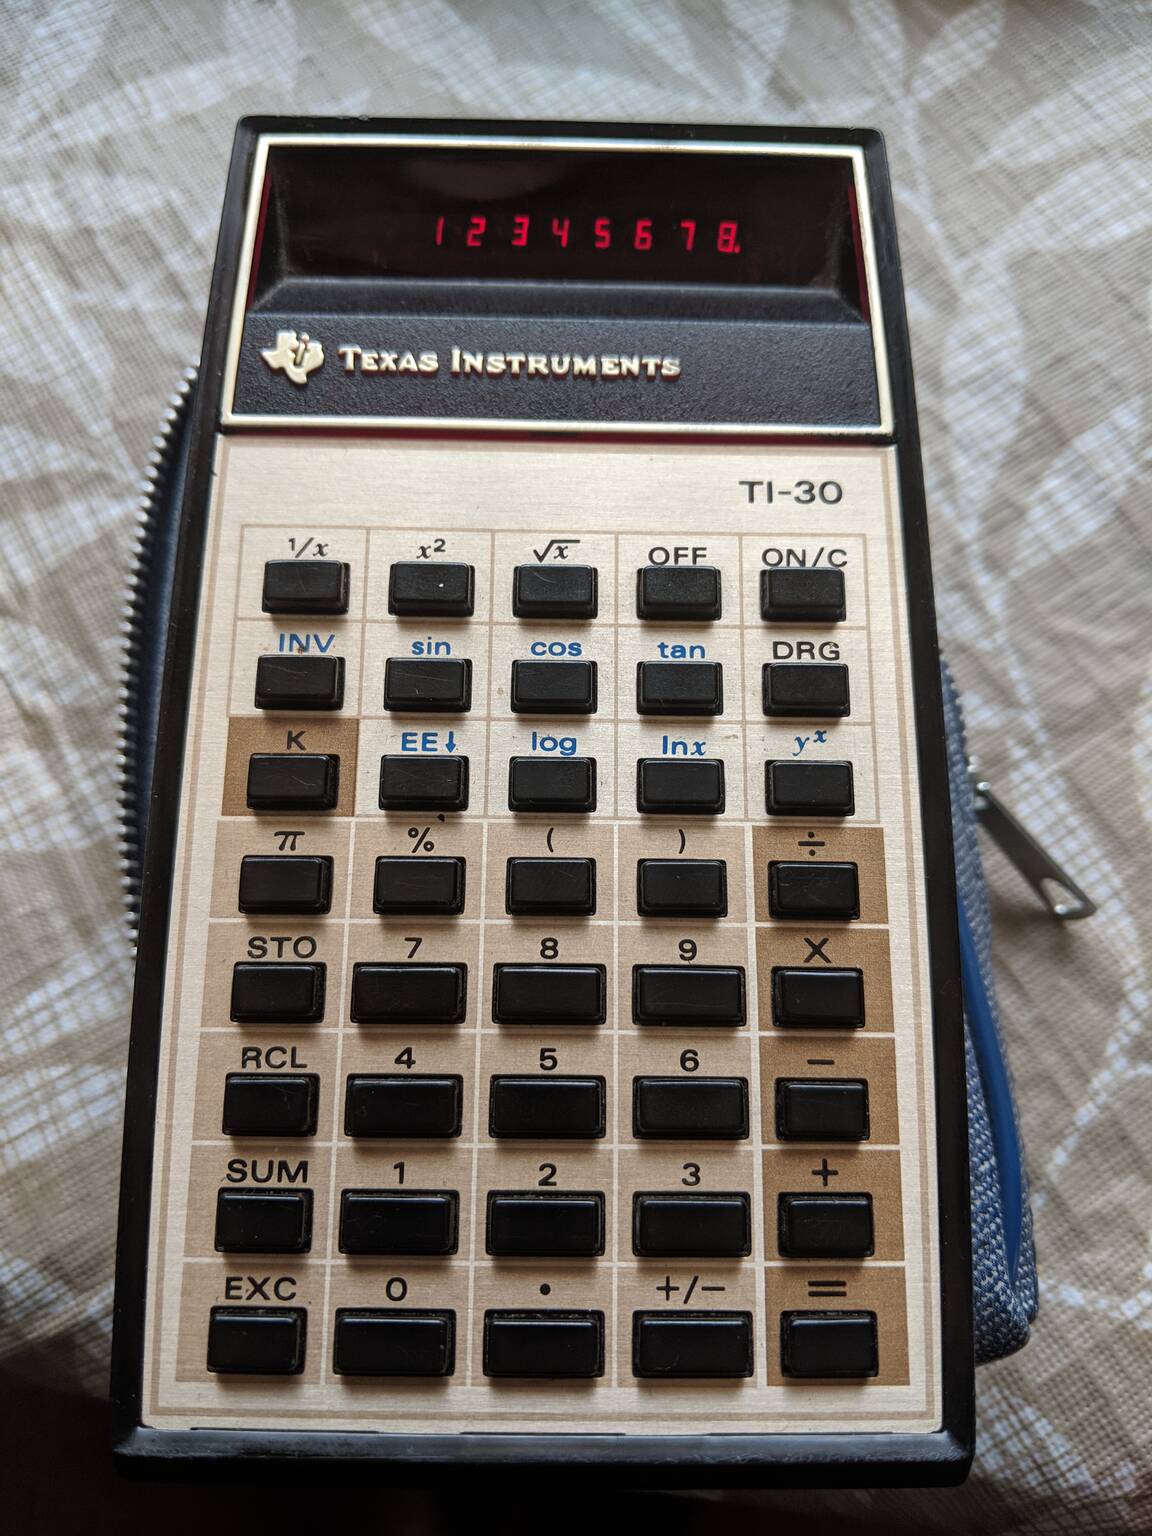 12345678.
TEXAS INSTRUMENTS
TI-30
1/x x² √x OFF ON/C
INV sin cos tan DRG
K EE↓ log lnx yˣ
π % ( ) ÷
STO 7 8 9 X
RCL 4 5 6 −
SUM 1 2 3 +
EXC 0 • +/− =